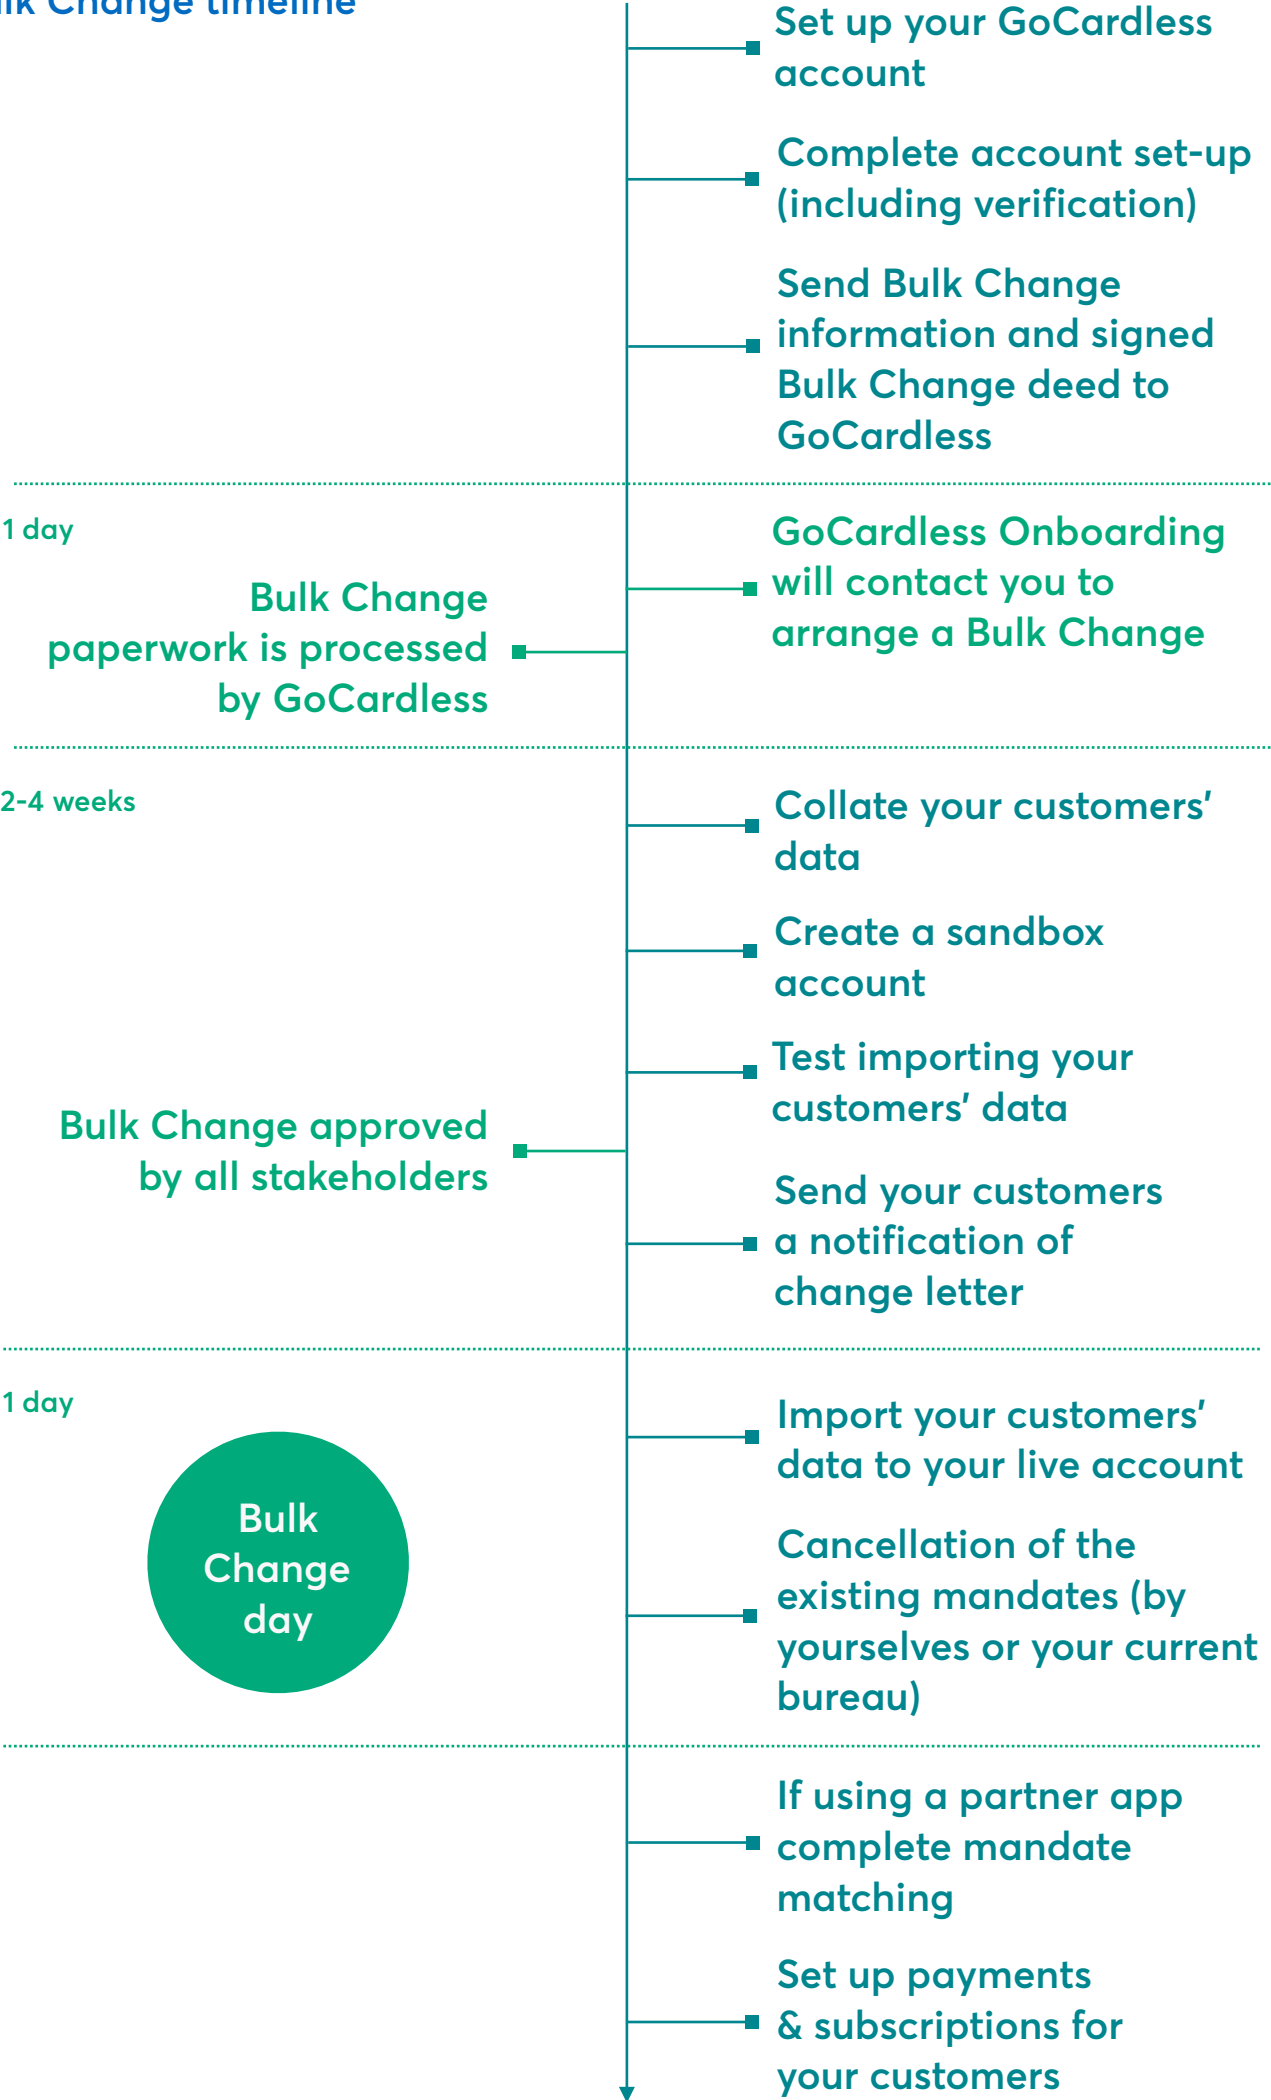 Change timeline
Set up your GoCardless
account
Complete account set-up
(including verification)
Send Bulk Change
information and signed
Bulk Change deed to
GoCardless
1 day
GoCardless Onboarding
will contact you to
arrange a Bulk Change
Bulk Change
paperwork is processed
by GoCardless
2-4 weeks
Collate your customers'
data
Create a sandbox
account
Test importing your
customers' data
Bulk Change approved
by all stakeholders
Send your customers
a notification of
change letter
1 day
Import your customers'
data to your live account
Bulk
Change
day
Cancellation of the
existing mandates (by
yourselves or your current
bureau)
If using a partner app
complete mandate
matching
Set up payments
& subscriptions for
your customers